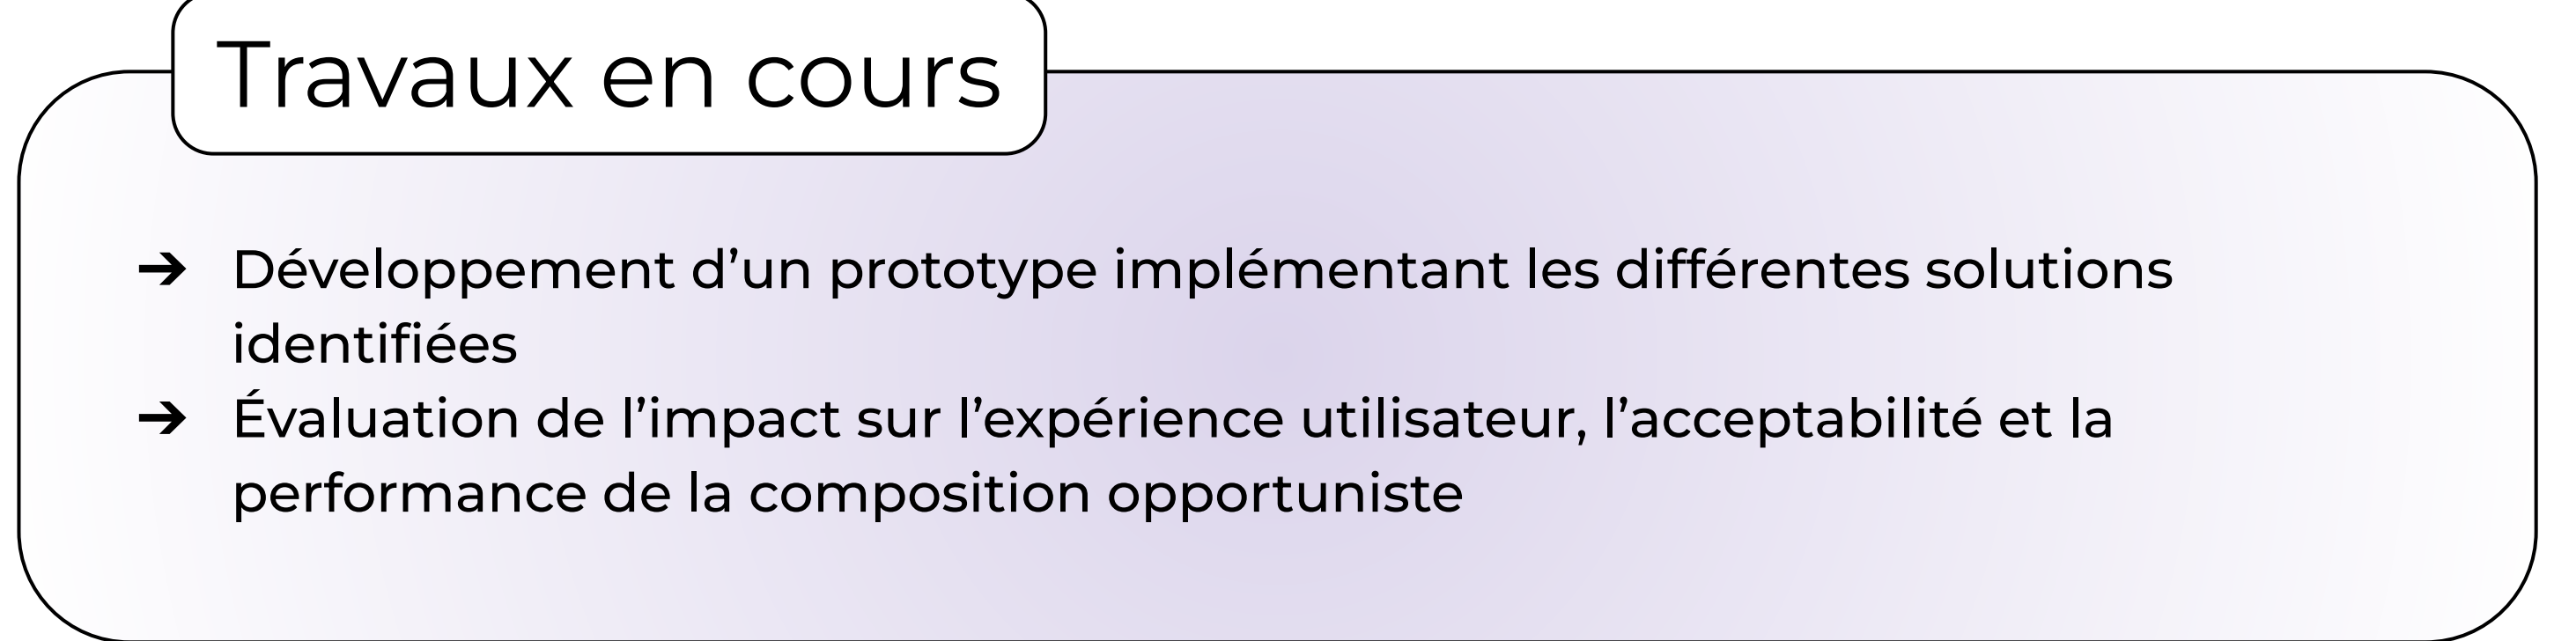 Travaux en cours
➔ Développement d’un prototype implémentant les différentes solutions
identifiées
➔ Évaluation de l’impact sur l’expérience utilisateur, l’acceptabilité et la
performance de la composition opportuniste